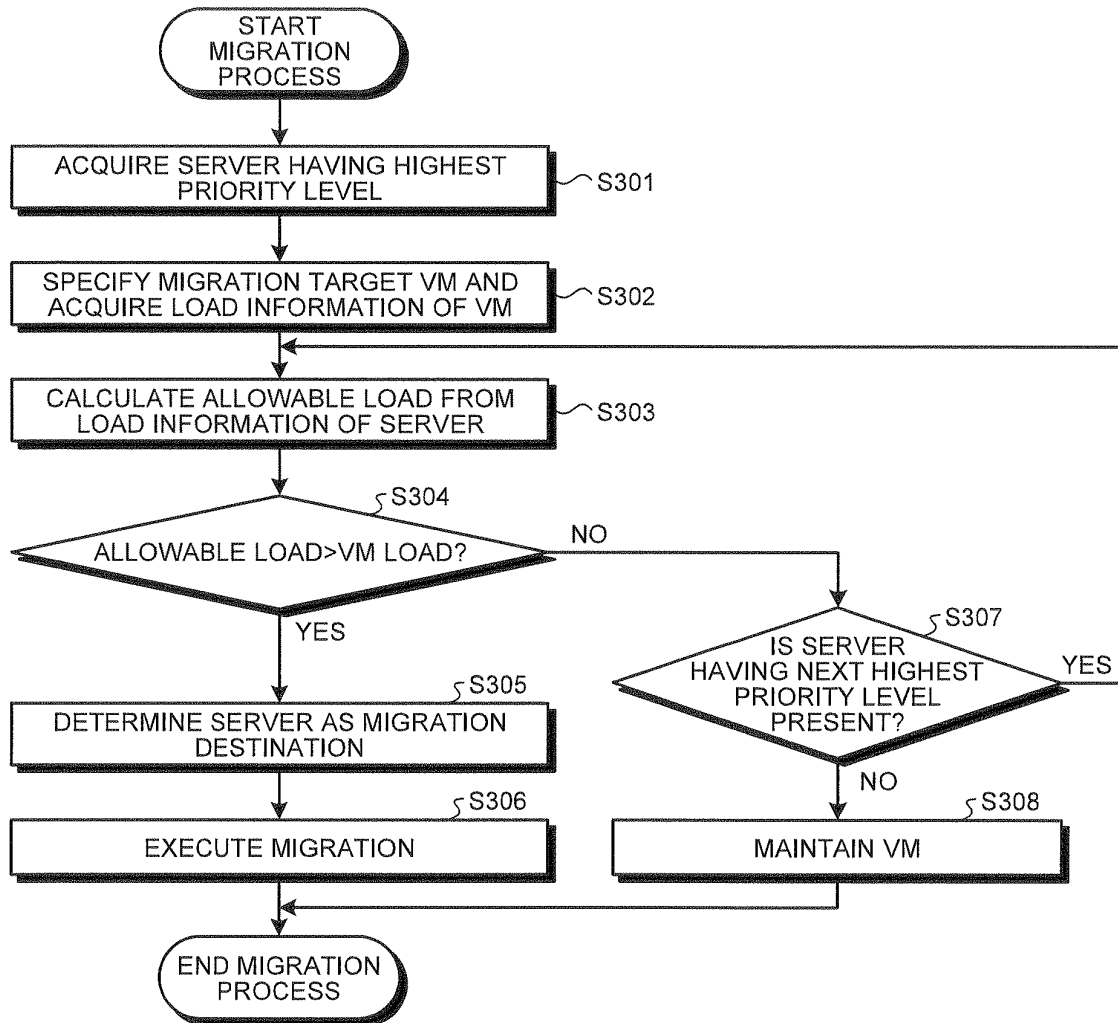 START
MIGRATION
PROCESS
ACQUIRE SERVER HAVING HIGHEST
PRIORITY LEVEL
S301
SPECIFY MIGRATION TARGET VM AND
ACQUIRE LOAD INFORMATION OF VM
S302
CALCULATE ALLOWABLE LOAD FROM
LOAD INFORMATION OF SERVER
S303
S304
ALLOWABLE LOAD>VM LOAD?
NO
YES
S307
IS SERVER
HAVING NEXT HIGHEST
PRIORITY LEVEL
PRESENT?
YES
NO
S305
DETERMINE SERVER AS MIGRATION
DESTINATION
S306
EXECUTE MIGRATION
S308
MAINTAIN VM
END MIGRATION
PROCESS